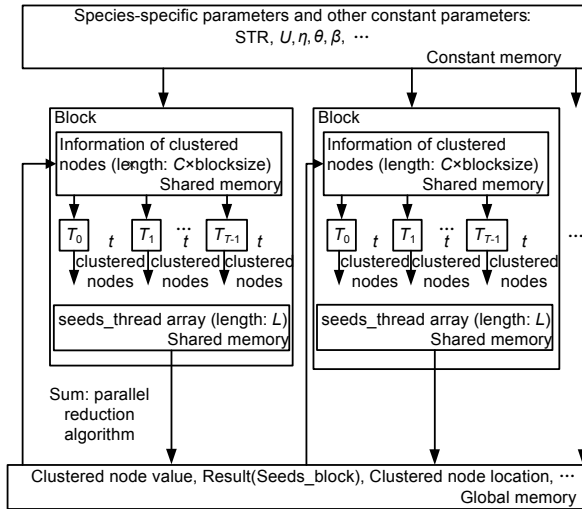 Species-specific parameters and other constant parameters:
STR, U, η, θ, β, ⋯
Constant memory
Block
Information of clustered
nodes (length: C×blocksize)
Shared memory
T0 t T1 ⋯ t TT-1 t
clustered clustered clustered
nodes nodes nodes
seeds_thread array (length: L)
Shared memory
Block
Information of clustered
nodes (length: C×blocksize)
Shared memory
T0 t T1 ⋯ t TT-1 t
clustered clustered clustered
nodes nodes nodes
seeds_thread array (length: L)
Shared memory
⋯
Sum: parallel
reduction
algorithm
Clustered node value, Result(Seeds_block), Clustered node location, ⋯
Global memory